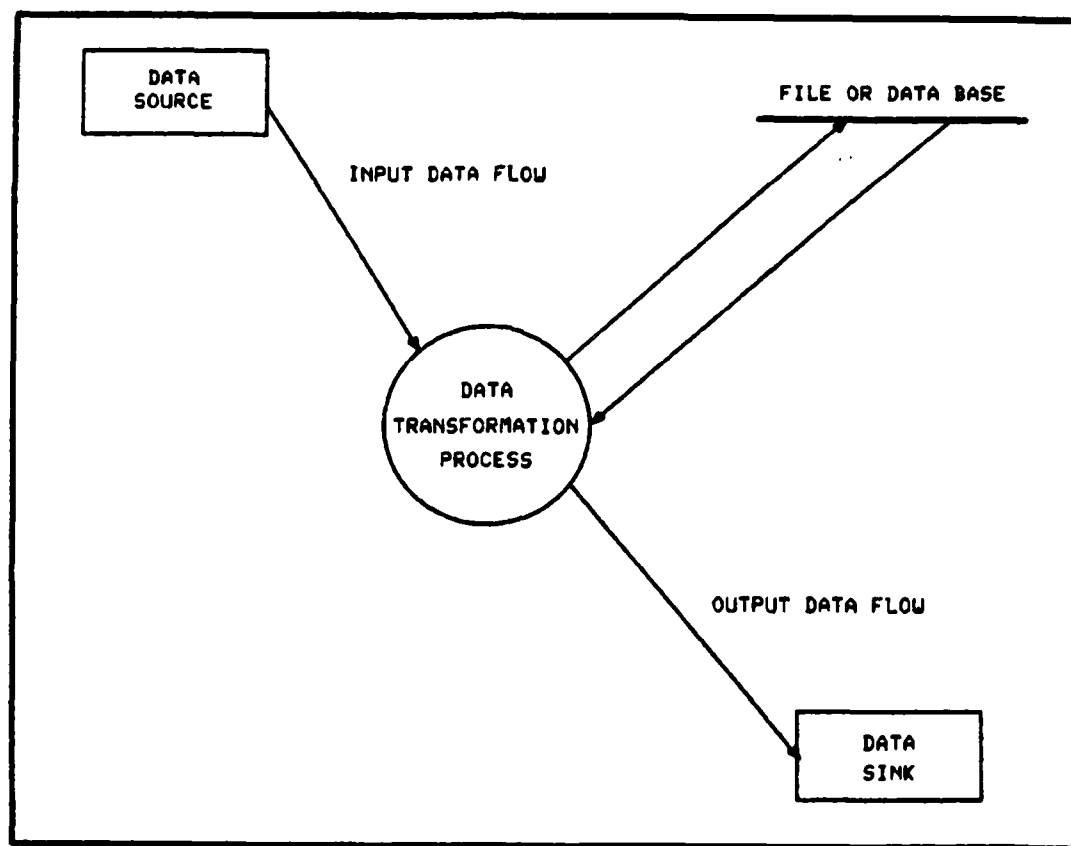 DATA
SOURCE
FILE OR DATA BASE
INPUT DATA FLOW
DATA
TRANSFORMATION
PROCESS
OUTPUT DATA FLOW
DATA
SINK